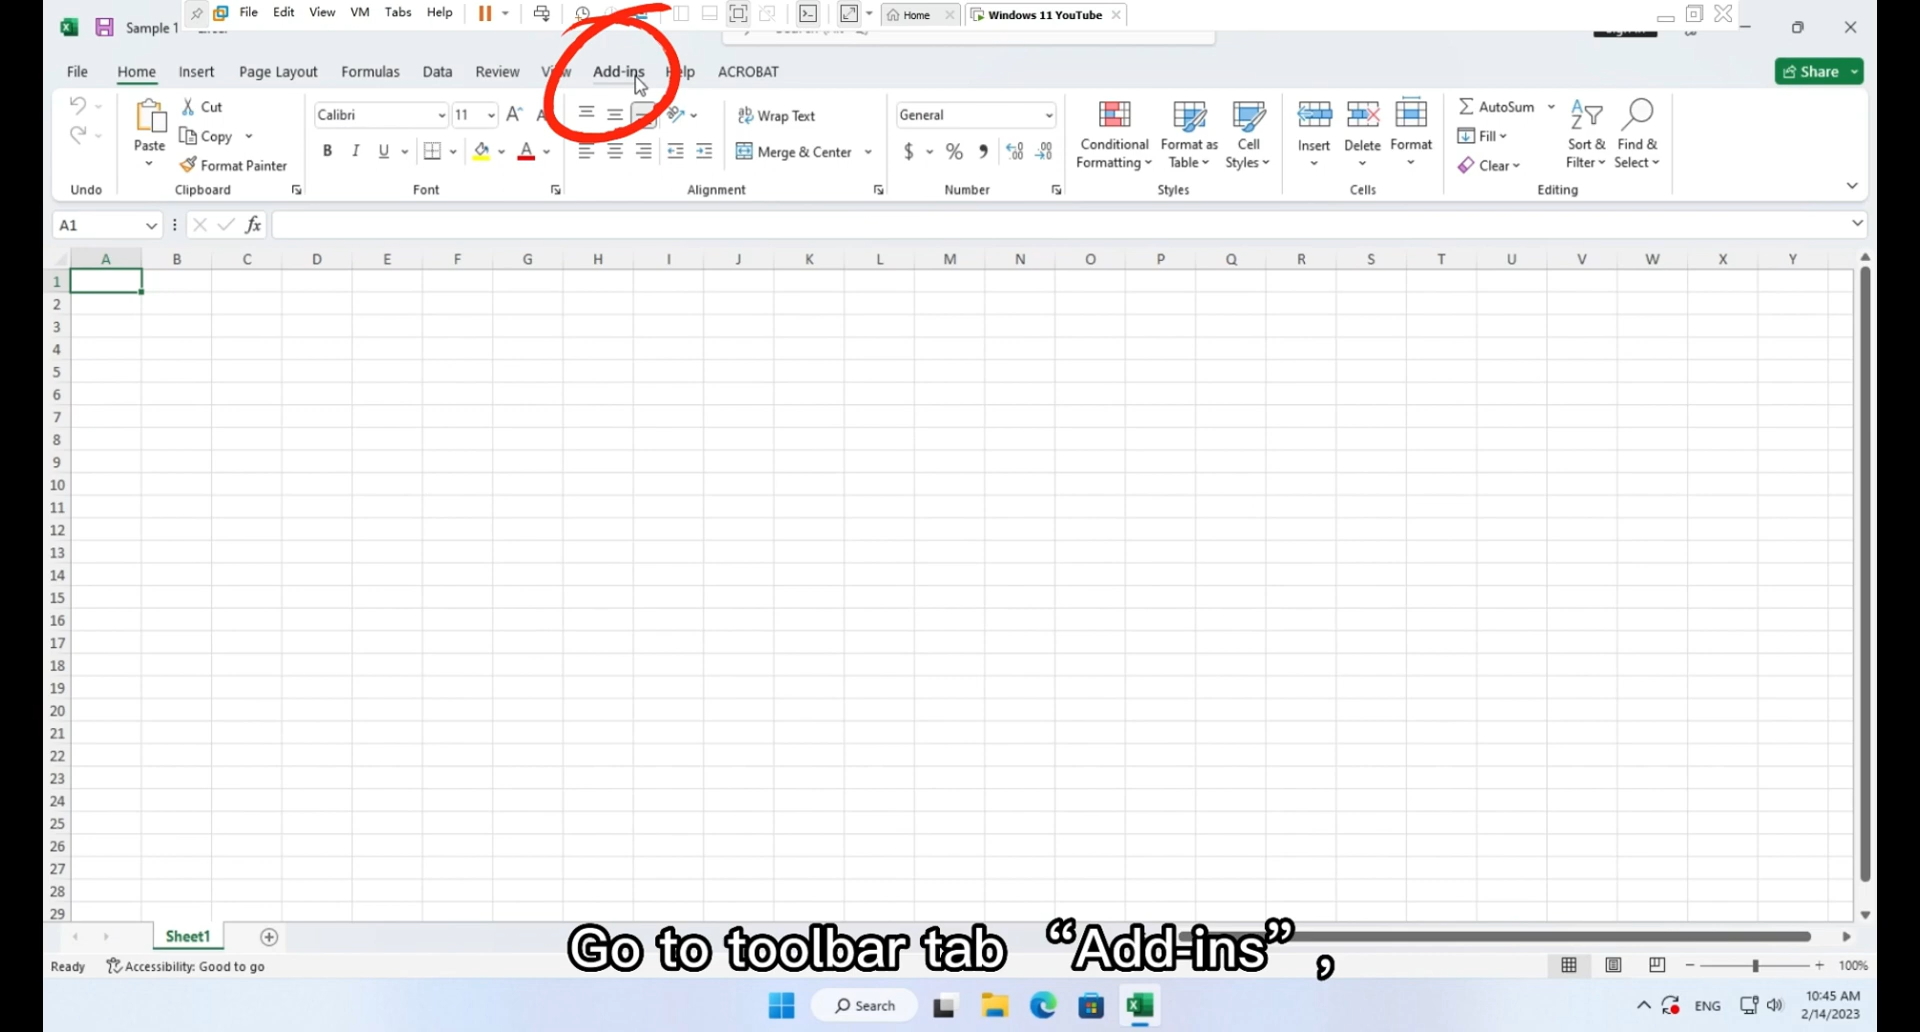 File Edit View VM Tabs Help Home Windows 11 YouTube
Sample 1
File Home Insert Page Layout Formulas Data Review View Add-ins Help ACROBAT Share
Cut
Copy
Format Painter
Paste
Undo
Clipboard
Calibri 11
B I U A
Font
Wrap Text
Merge & Center
Alignment
General
$ % ,
Number
Conditional Formatting
Format as Table
Cell Styles
Styles
Insert Delete Format
Cells
AutoSum
Fill
Clear
Sort & Filter
Find & Select
Editing
A1 fx
A B C D E F G H I J K L M N O P Q R S T U V W X Y
1
2
3
4
5
6
7
8
9
10
11
12
13
14
15
16
17
18
19
20
21
22
23
24
25
26
27
28
29
Sheet1
Go to toolbar tab “Add-ins”,
Ready Accessibility: Good to go 100%
Search ENG 10:45 AM
2/14/2023